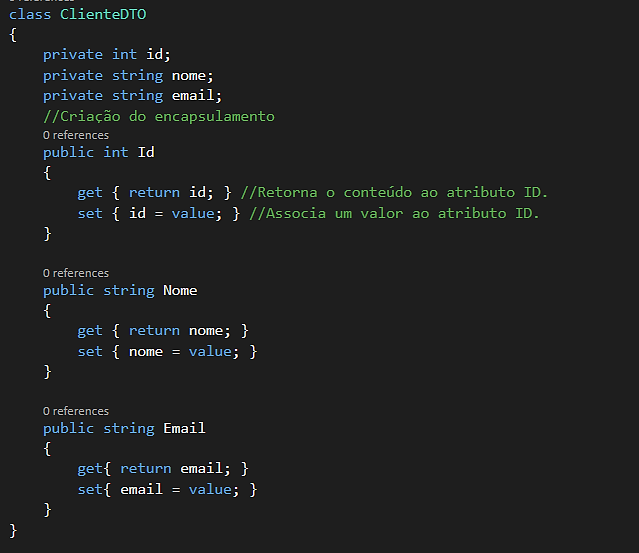 0 references
class ClienteDTO
{
private int id;
private string nome;
private string email;
//Criação do encapsulamento
0 references
public int Id
{
get { return id; } //Retorna o conteúdo ao atributo ID.
set { id = value; } //Associa um valor ao atributo ID.
}
0 references
public string Nome
{
get { return nome; }
set { nome = value; }
}
0 references
public string Email
{
get{ return email; }
set{ email = value; }
}
}